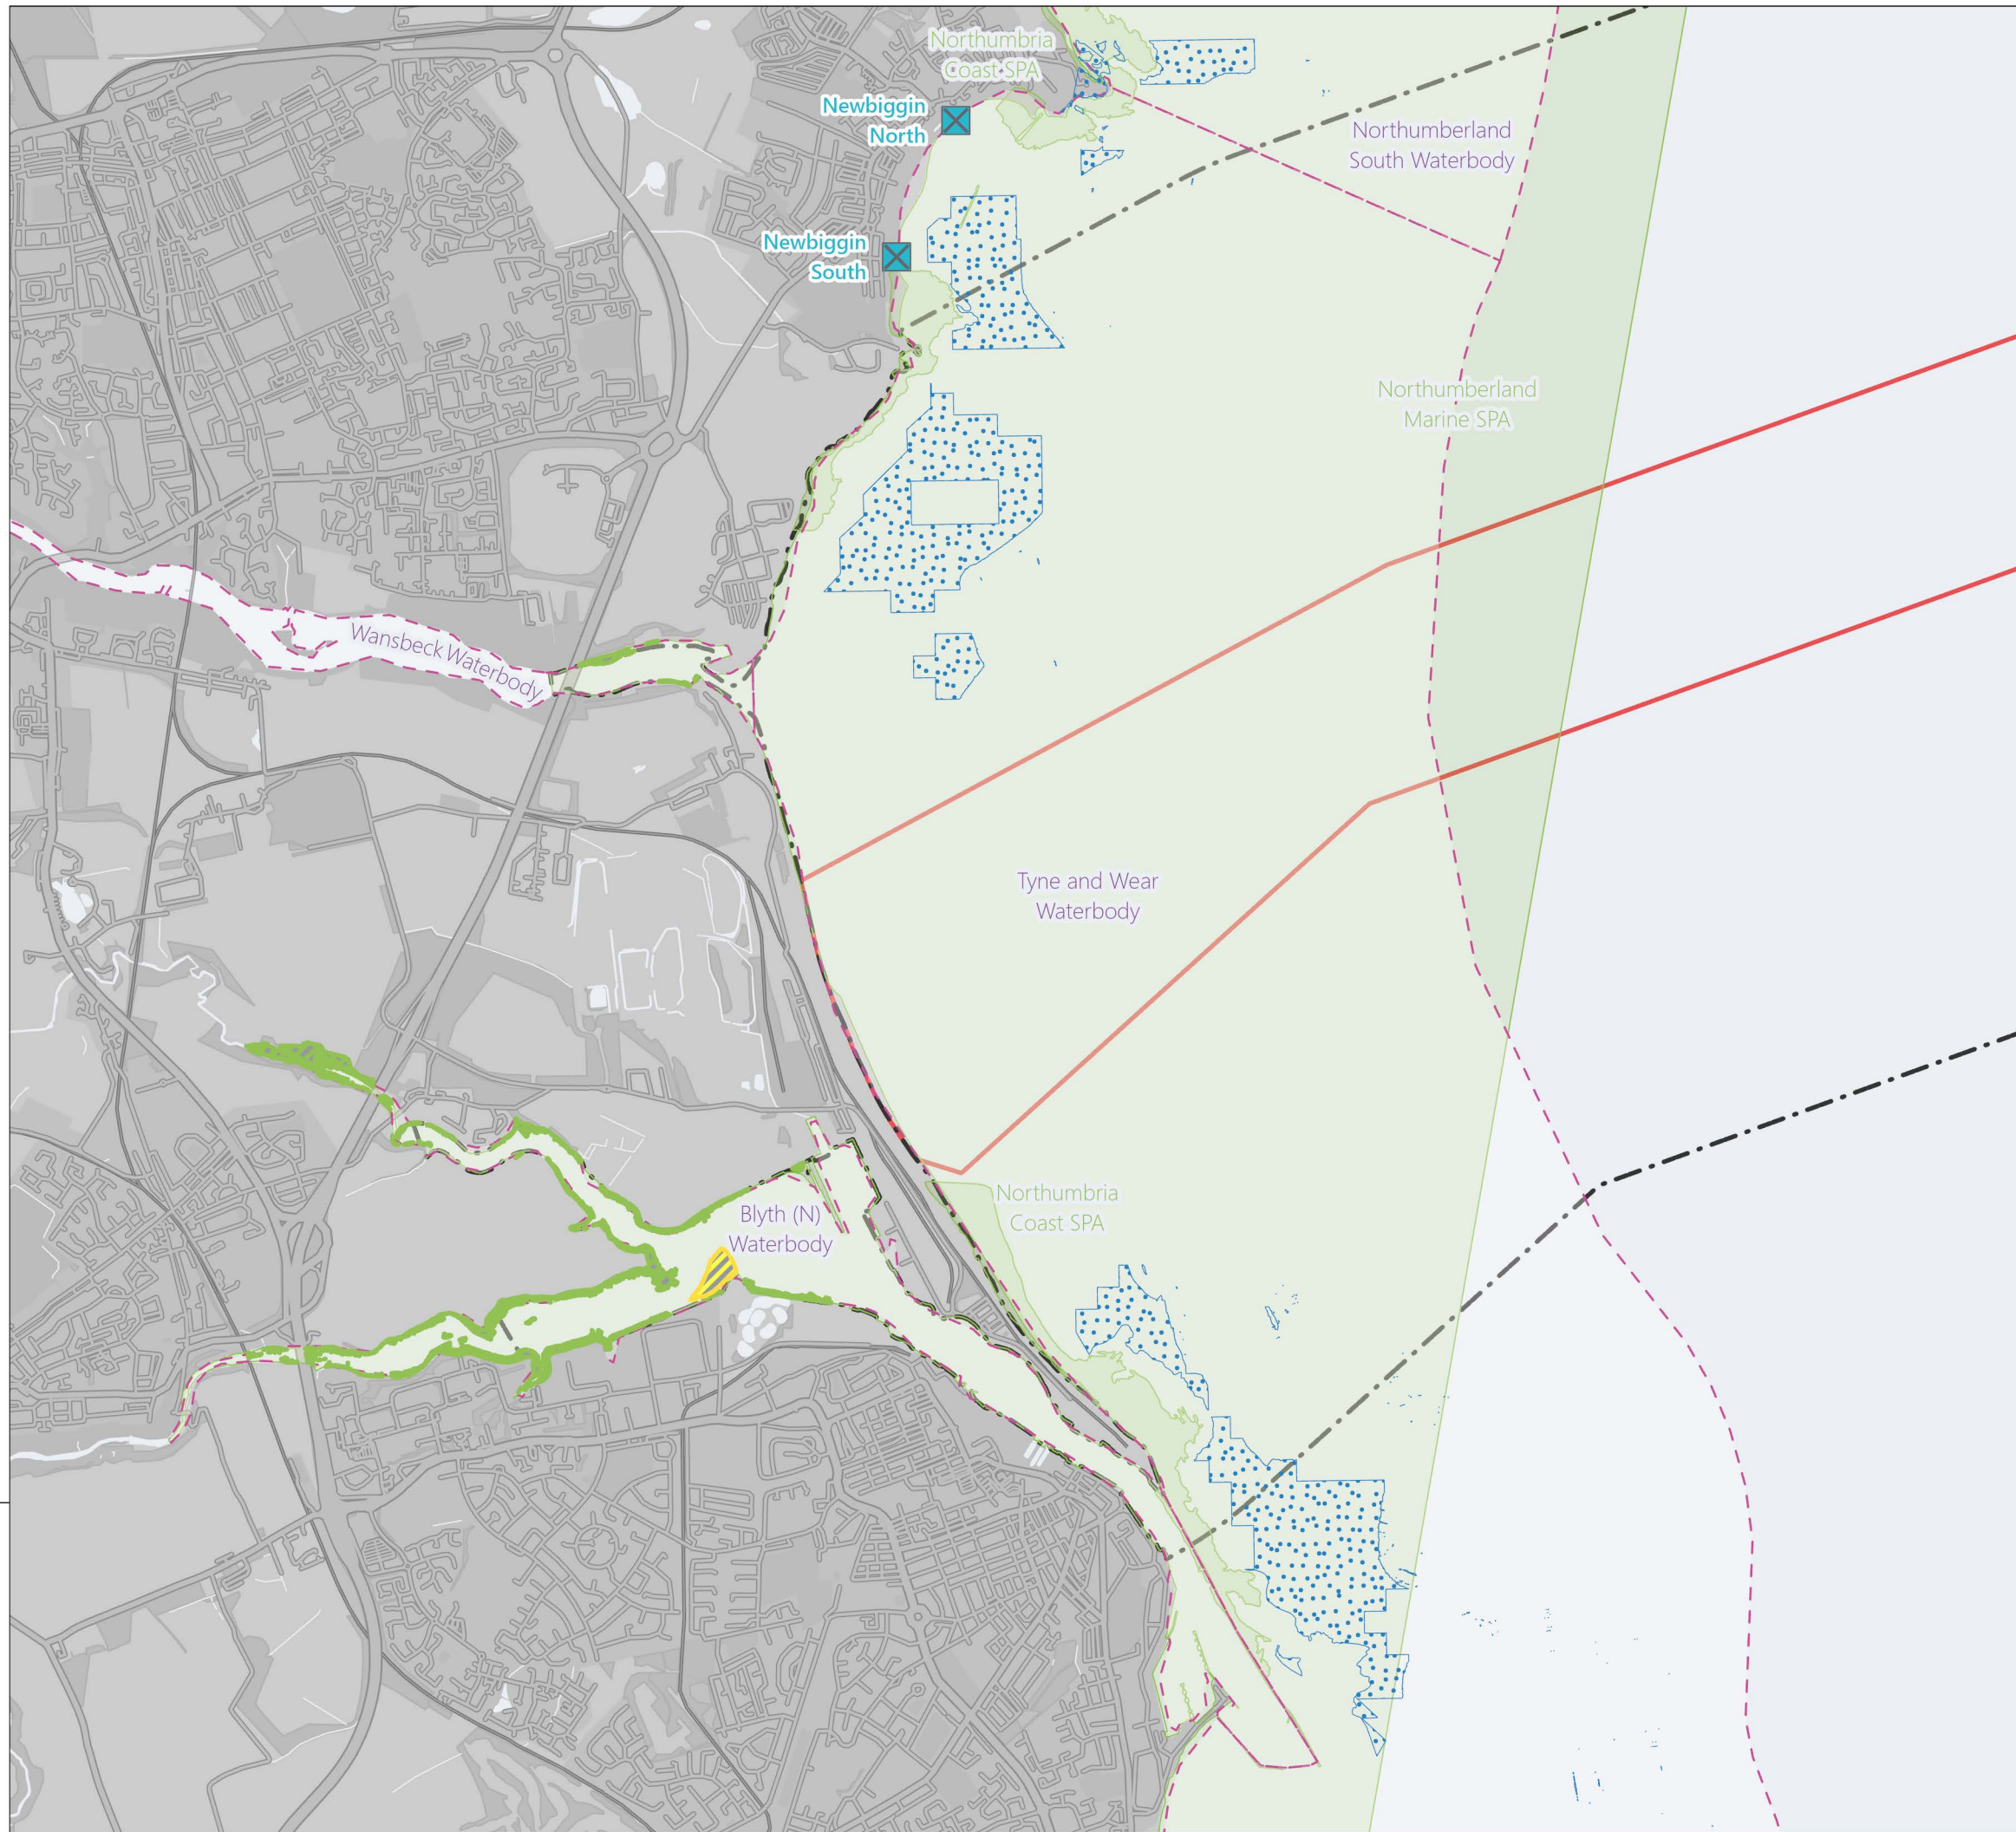 Northumbria
Coast SPA
Newbiggin
North
Northumberland
South Waterbody
Newbiggin
South
Northumberland
Marine SPA
Wansbeck Waterbody
Tyne and Wear
Waterbody
Northumbria
Coast SPA
Blyth (N)
Waterbody